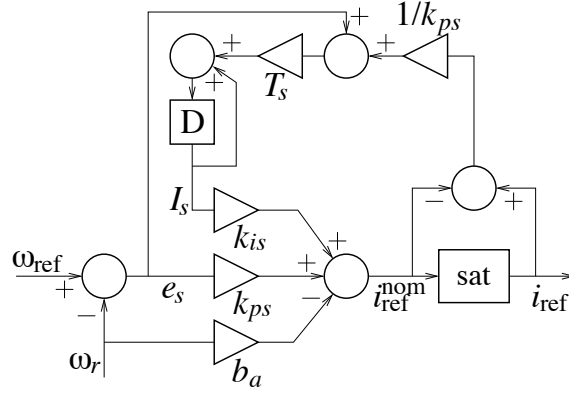 1/k_ps
+
+
+
+
T_s
D
I_s
k_is
+
− +
ω_ref
+
e_s
k_ps
+
i_ref^nom
sat
i_ref
−
−
ω_r
b_a